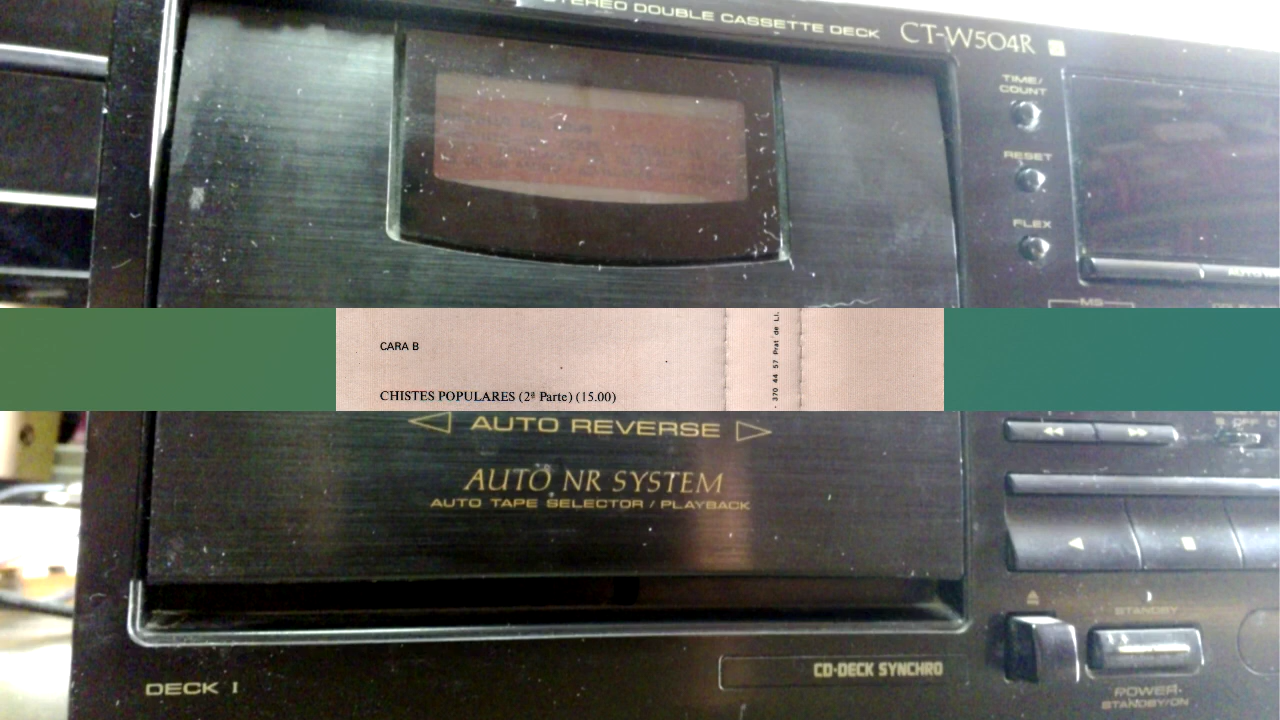 STEREO DOUBLE CASSETTE DECK CT-W504R
TIME/
COUNT
RESET
FLEX
MS
CARA B
370 44 57 Prat de Ll.
CHISTES POPULARES (2ª Parte) (15.00)
AUTO REVERSE
OFF
AUTO NR SYSTEM
AUTO TAPE SELECTOR / PLAYBACK
STANDBY
CD·DECK SYNCHRO
DECK I
POWER
STANDBY/ON